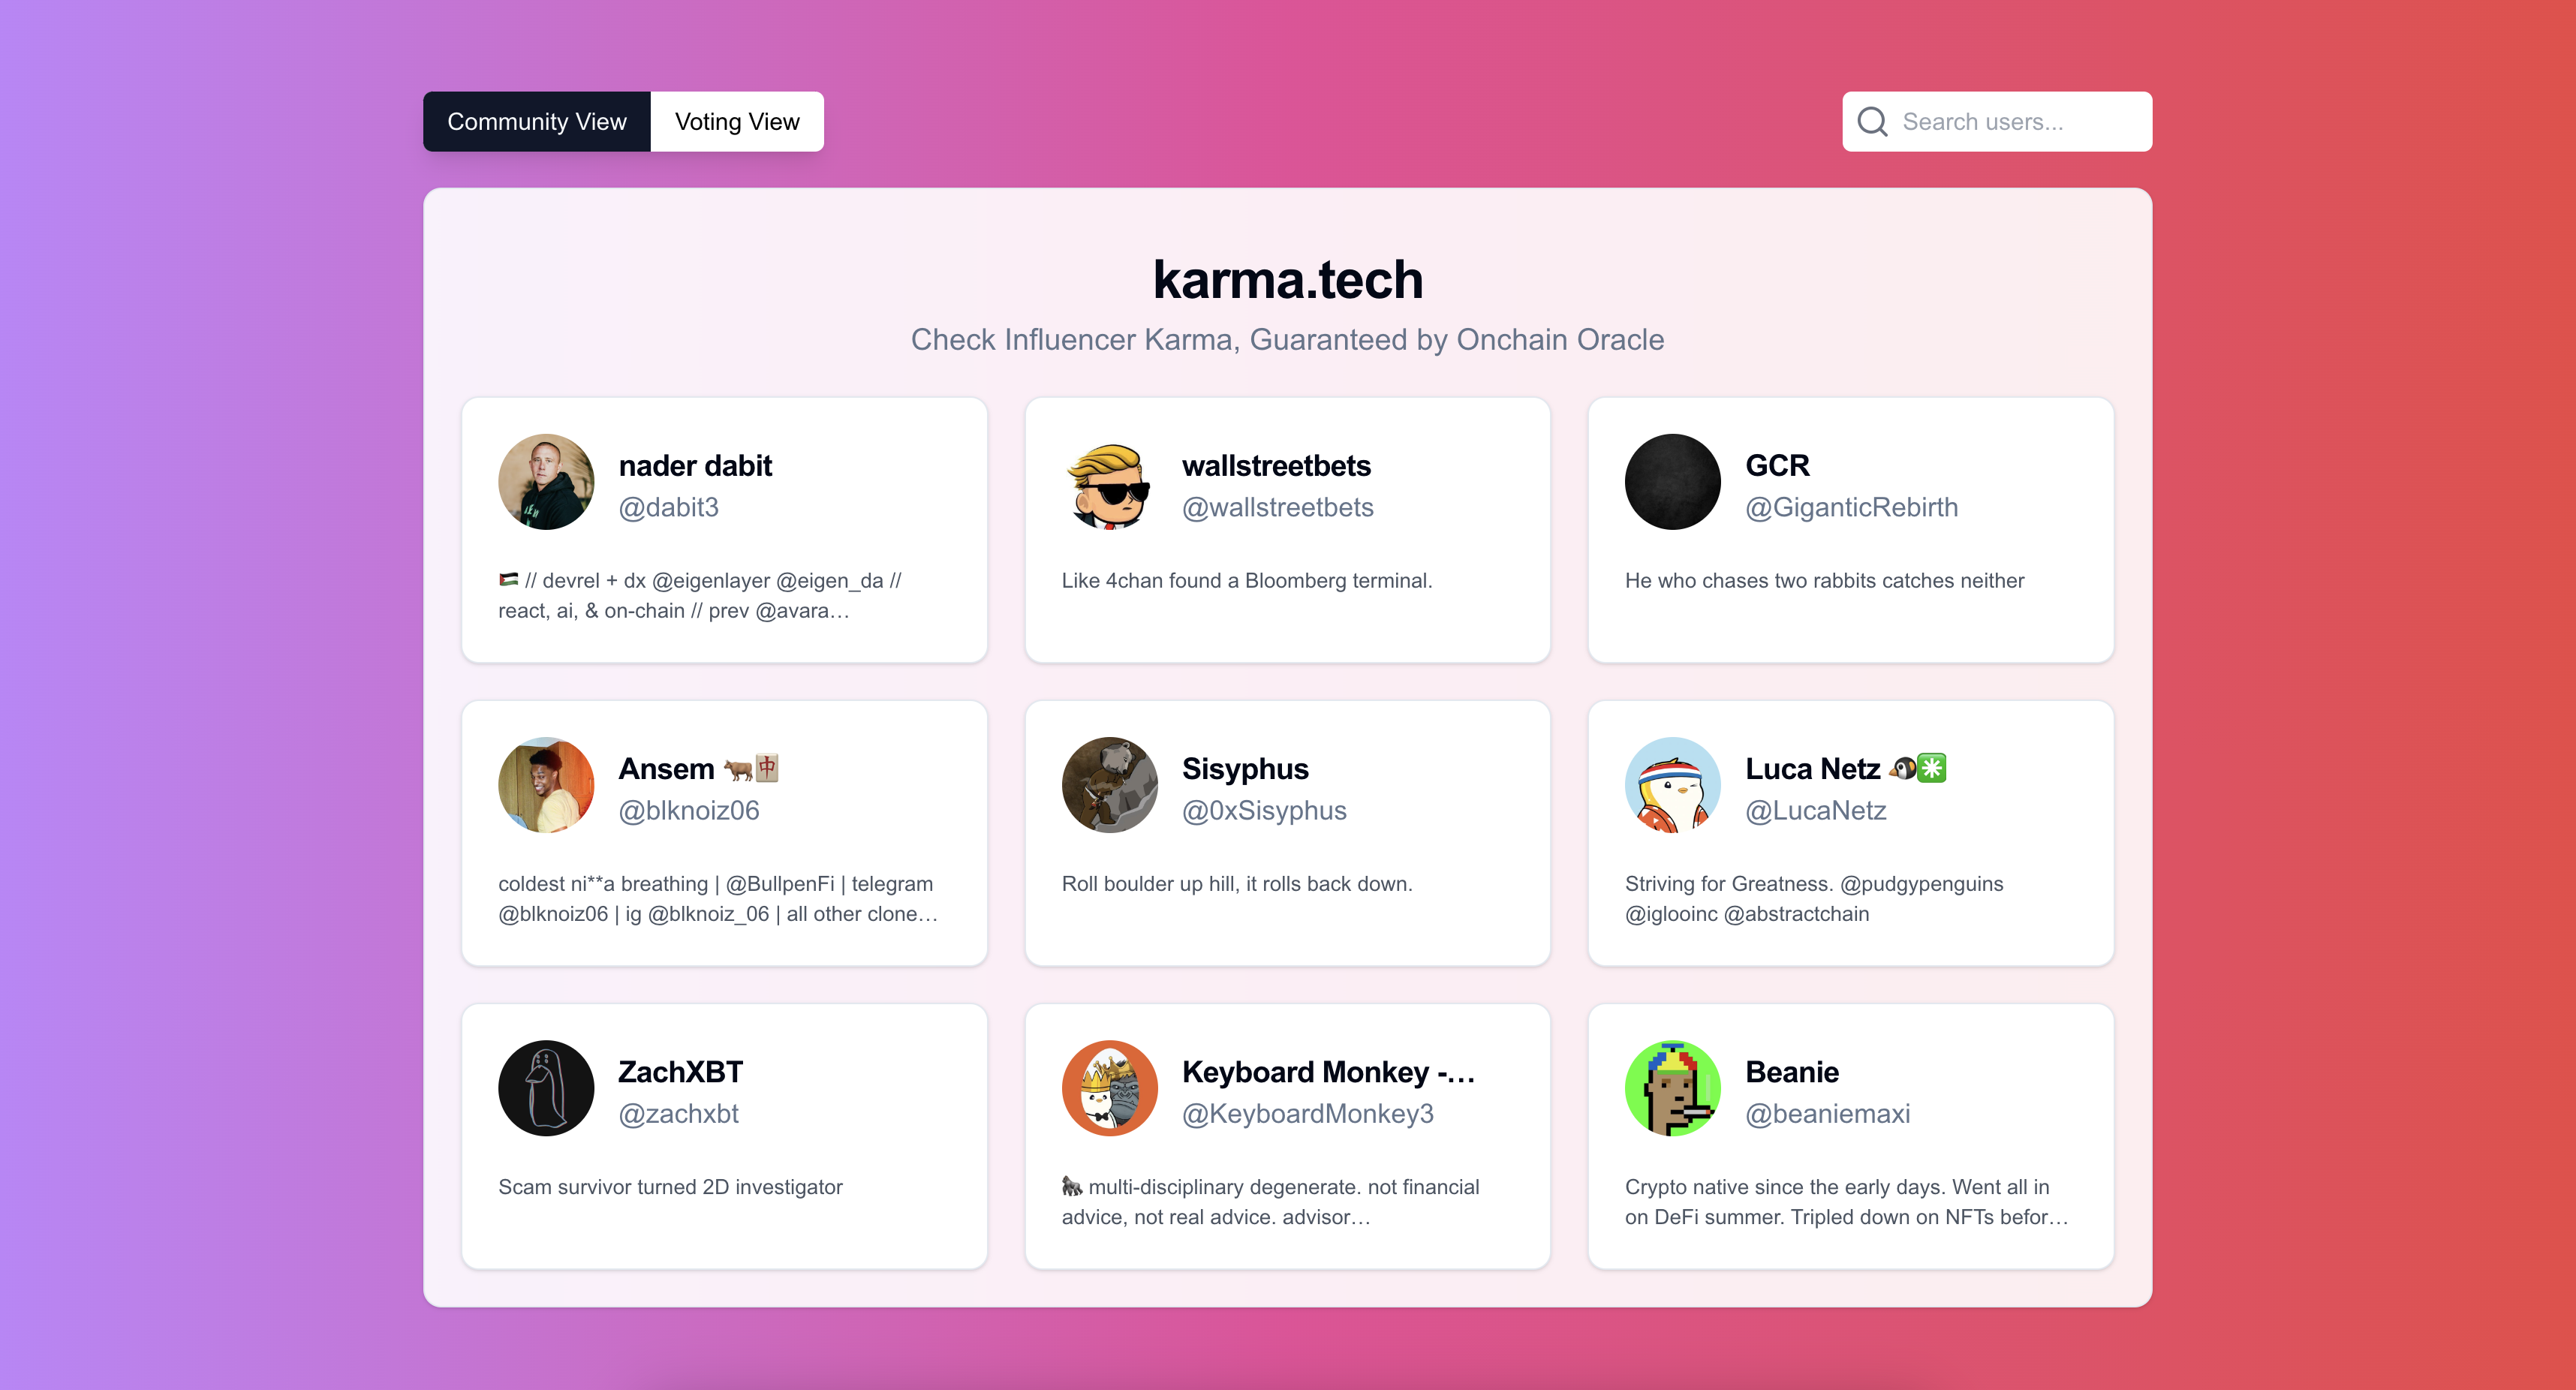 Community View
Voting View
Search users...
karma.tech
Check Influencer Karma, Guaranteed by Onchain Oracle
nader dabit
@dabit3
🇵🇸 // devrel + dx @eigenlayer @eigen_da //
react, ai, & on-chain // prev @avara…
wallstreetbets
@wallstreetbets
Like 4chan found a Bloomberg terminal.
GCR
@GiganticRebirth
He who chases two rabbits catches neither
Ansem 🐂🀄
@blknoiz06
coldest ni**a breathing | @BullpenFi | telegram
@blknoiz06 | ig @blknoiz_06 | all other clone…
Sisyphus
@0xSisyphus
Roll boulder up hill, it rolls back down.
Luca Netz 🐧✳️
@LucaNetz
Striving for Greatness. @pudgypenguins
@iglooinc @abstractchain
ZachXBT
@zachxbt
Scam survivor turned 2D investigator
Keyboard Monkey -…
@KeyboardMonkey3
🦍 multi-disciplinary degenerate. not financial
advice, not real advice. advisor…
Beanie
@beaniemaxi
Crypto native since the early days. Went all in
on DeFi summer. Tripled down on NFTs befor…